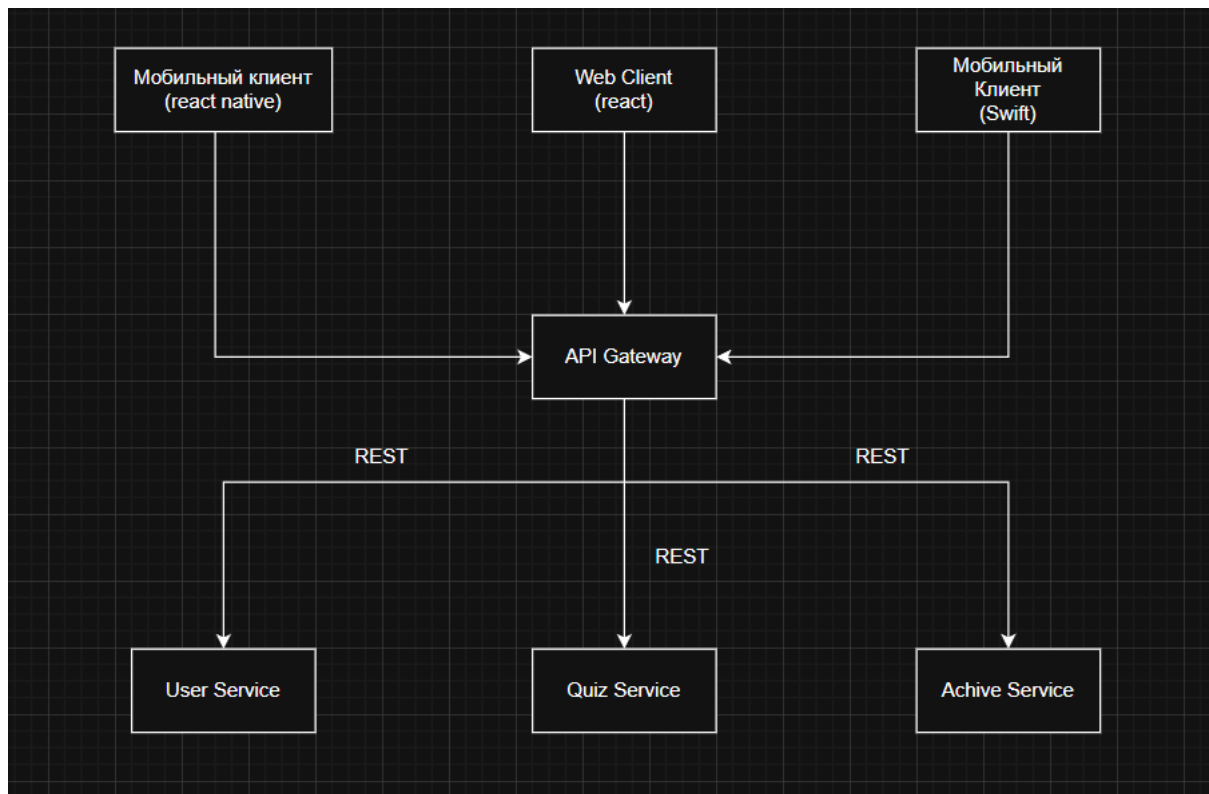 Мобильный клиент
(react native)
Web Client
(react)
Мобильный
Клиент
(Swift)
API Gateway
REST
REST
REST
User Service
Quiz Service
Achive Service